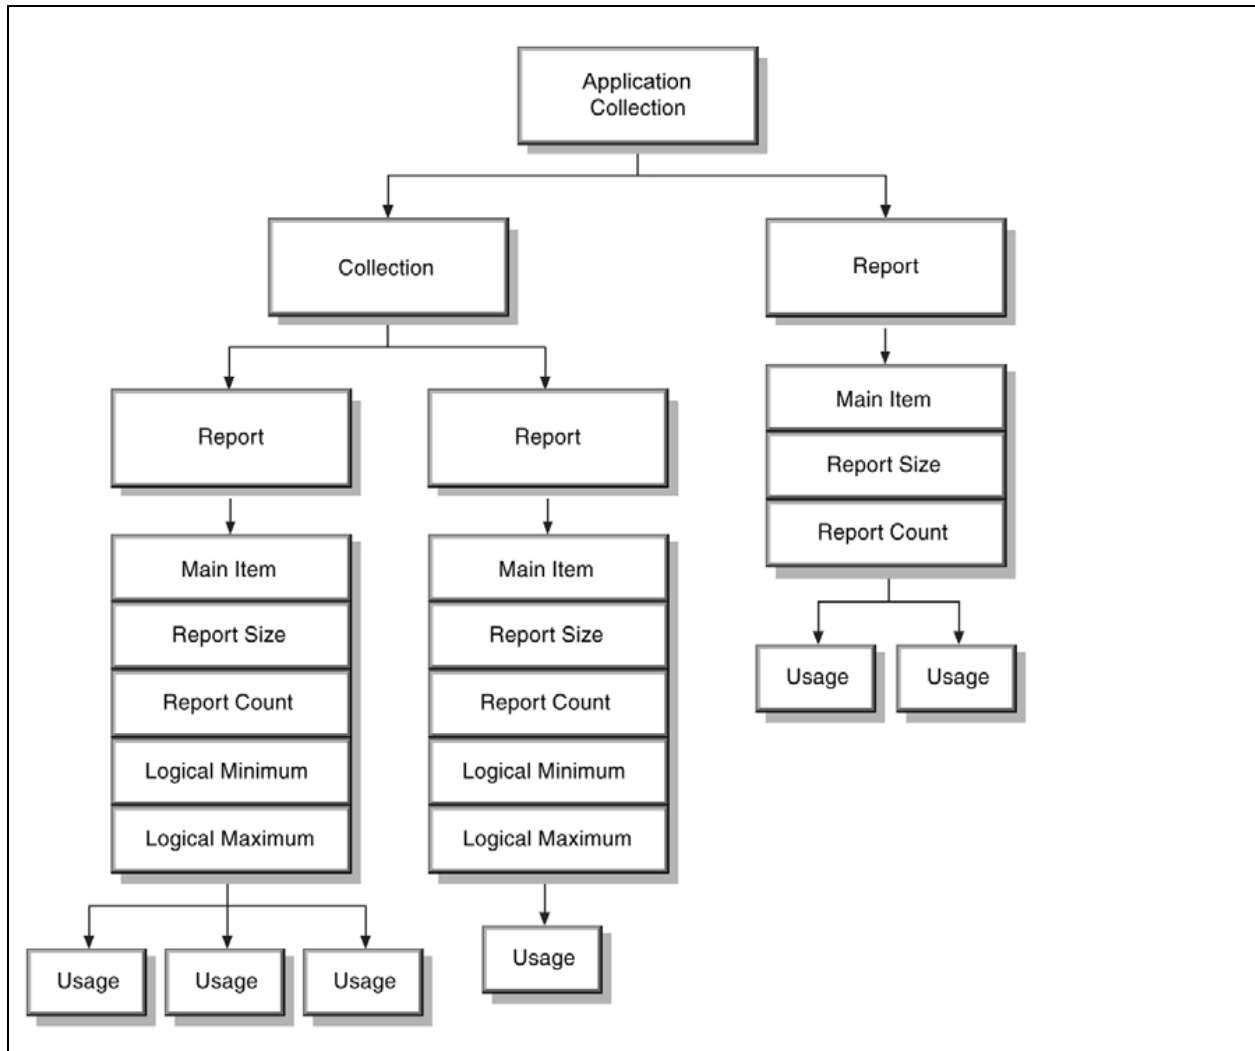 Application
Collection
Collection
Report
Report
Report
Main Item
Report Size
Report Count
Main Item
Report Size
Report Count
Logical Minimum
Logical Maximum
Main Item
Report Size
Report Count
Logical Minimum
Logical Maximum
Usage
Usage
Usage
Usage
Usage
Usage